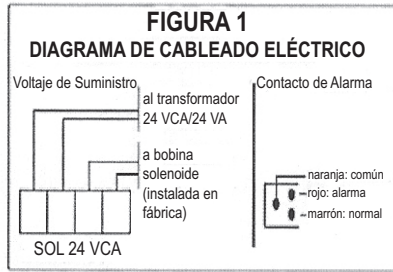 FIGURA 1
DIAGRAMA DE CABLEADO ELÉCTRICO
Voltaje de Suministro
al transformador
24 VCA/24 VA
a bobina
solenoide
(instalada en
fábrica)
SOL 24 VCA
Contacto de Alarma
naranja: común
rojo: alarma
marrón: normal